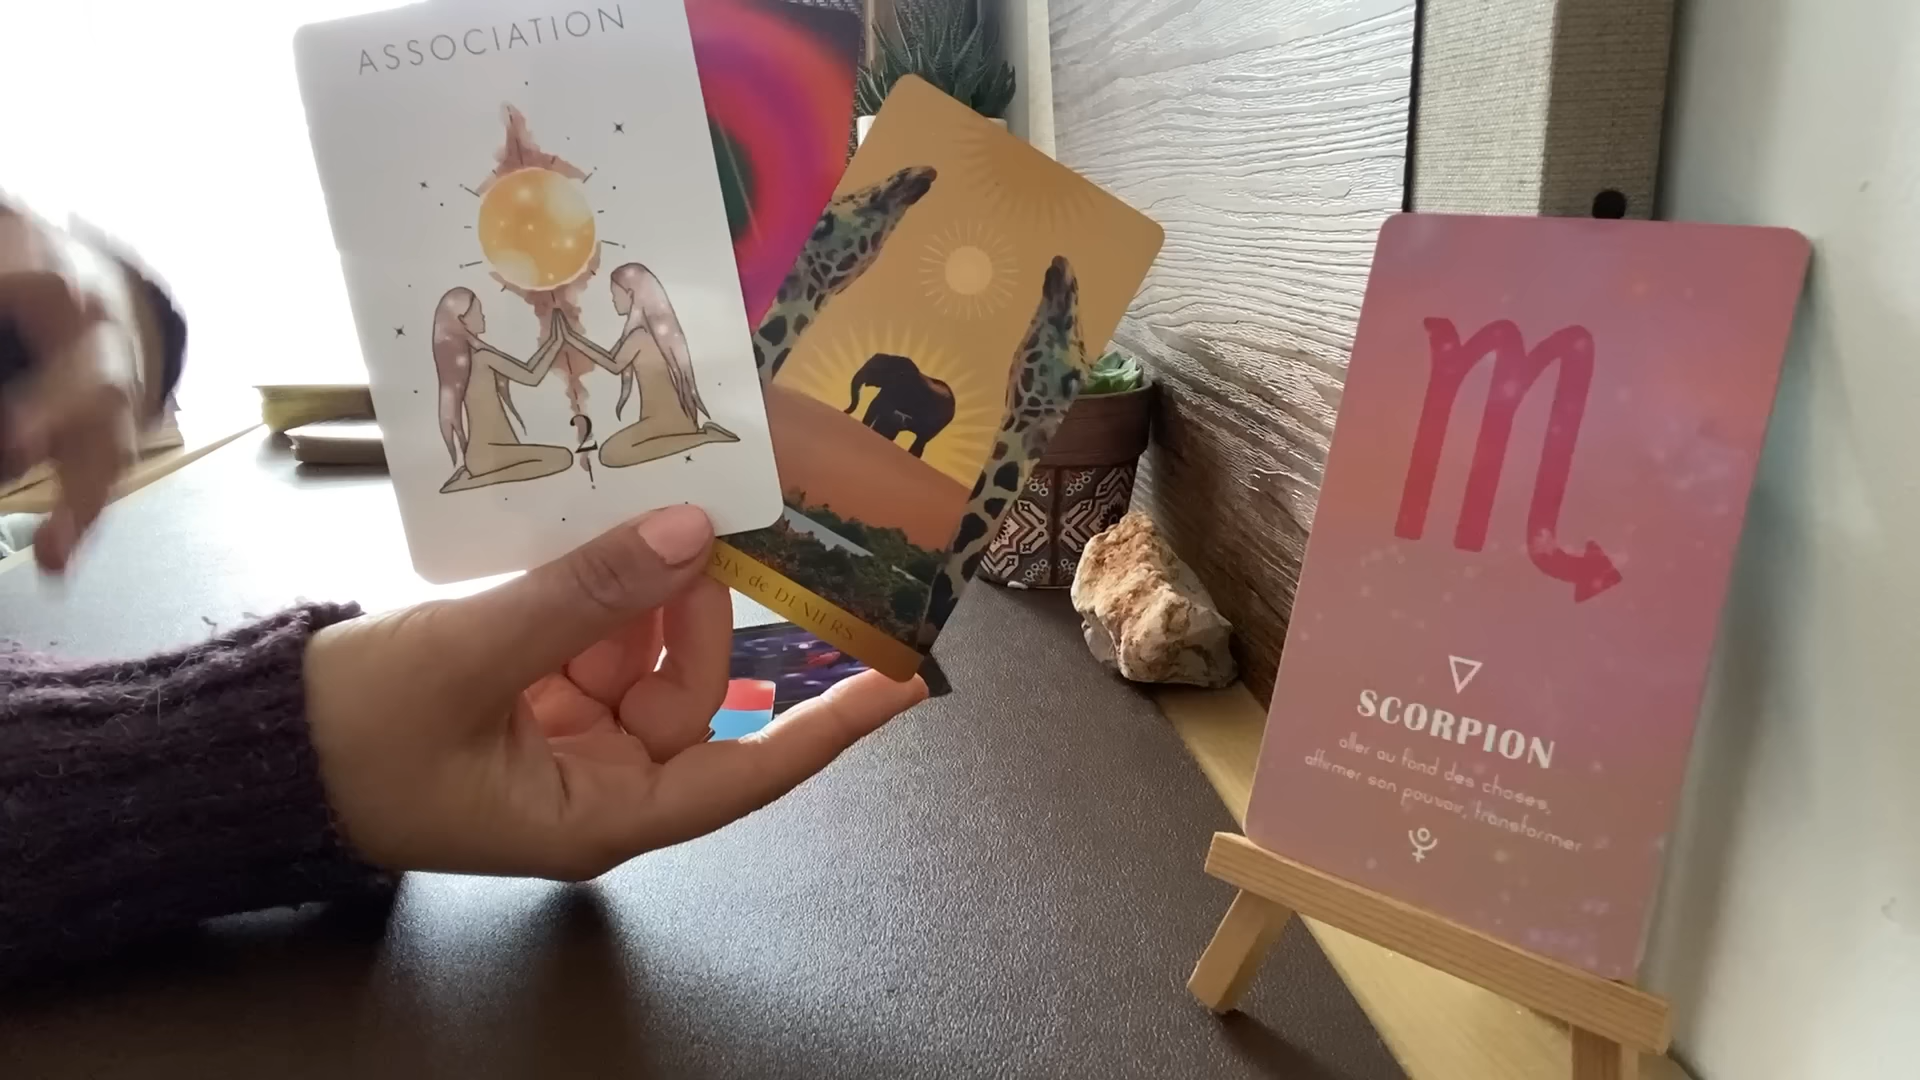 ASSOCIATION
2
SIX de DENIERS
SCORPION
aller au fond des choses,
affirmer son pouvoir, transformer